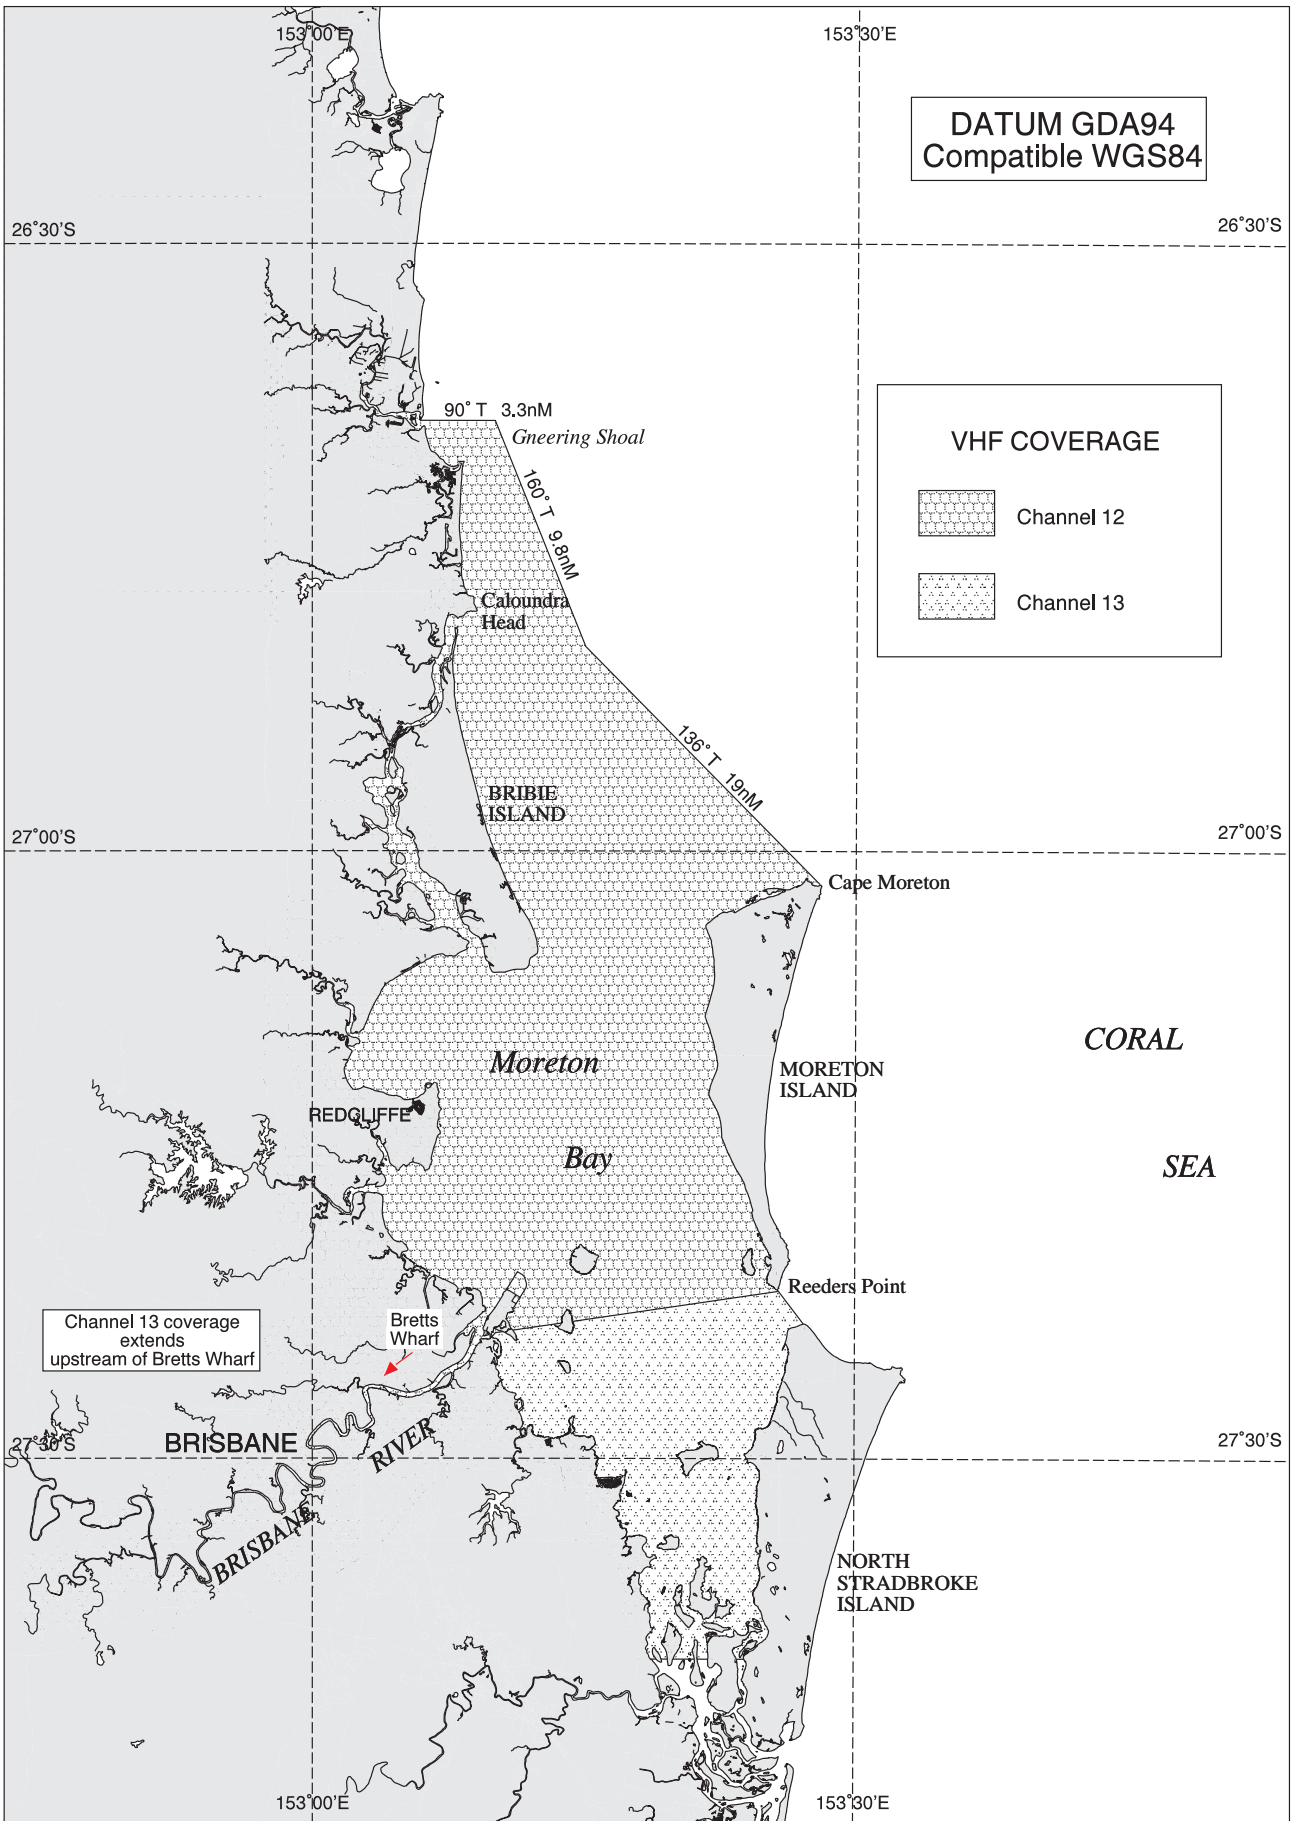 153˚00'E
153˚30'E
DATUM GDA94
Compatible WGS84
26˚30'S
26˚30'S
90˚ T 3.3nM
Gneering Shoal
160˚ T 9.8nM
VHF COVERAGE
Channel 12
Channel 13
Caloundra
Head
136˚ T 19nM
BRIBIE
ISLAND
27˚00'S
27˚00'S
Cape Moreton
CORAL
Moreton
MORETON
ISLAND
REDCLIFFE
Bay
SEA
Reeders Point
Channel 13 coverage
extends
upstream of Bretts Wharf
Bretts
Wharf
BRISBANE
27˚30'S
27˚30'S
BRISBANE RIVER
NORTH
STRADBROKE
ISLAND
153˚00'E
153˚30'E